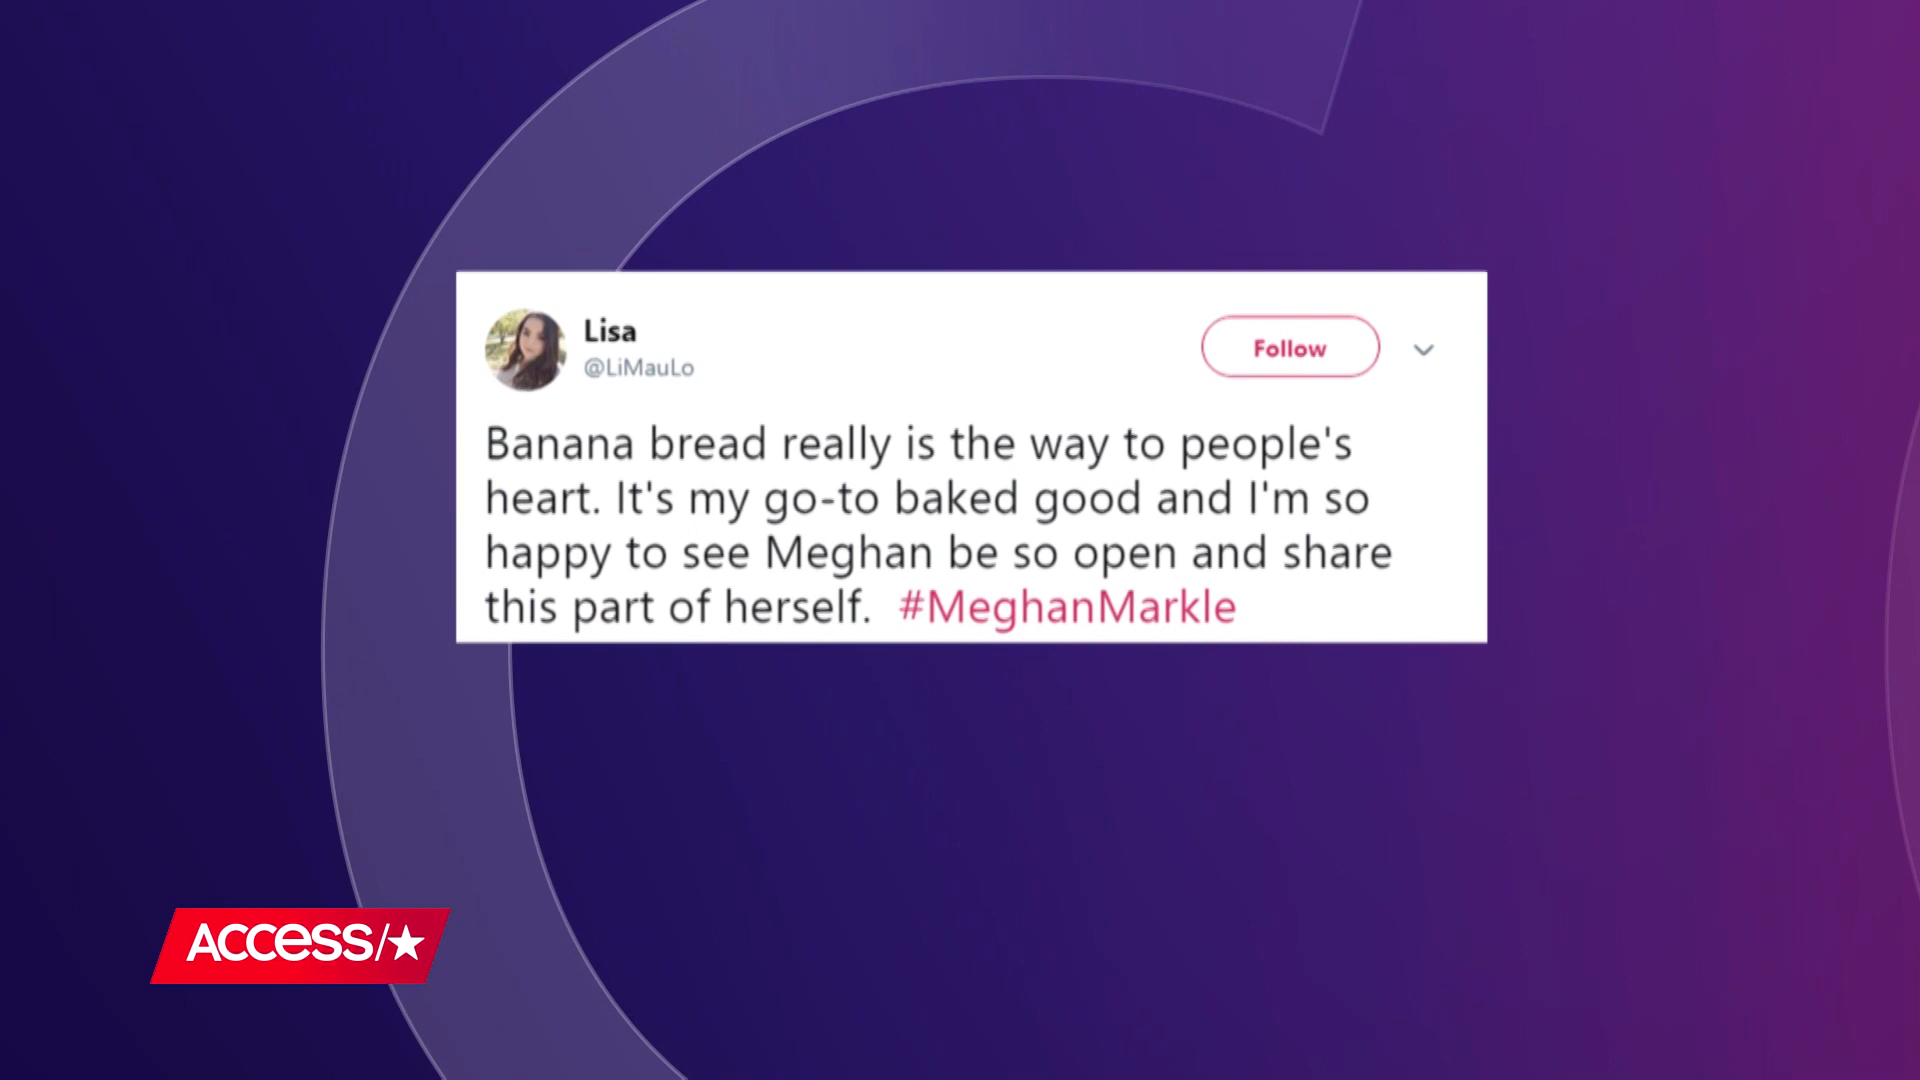 Lisa
@LiMauLo
Follow
Banana bread really is the way to people's
heart. It's my go-to baked good and I'm so
happy to see Meghan be so open and share
this part of herself. #MeghanMarkle
ACCESS/